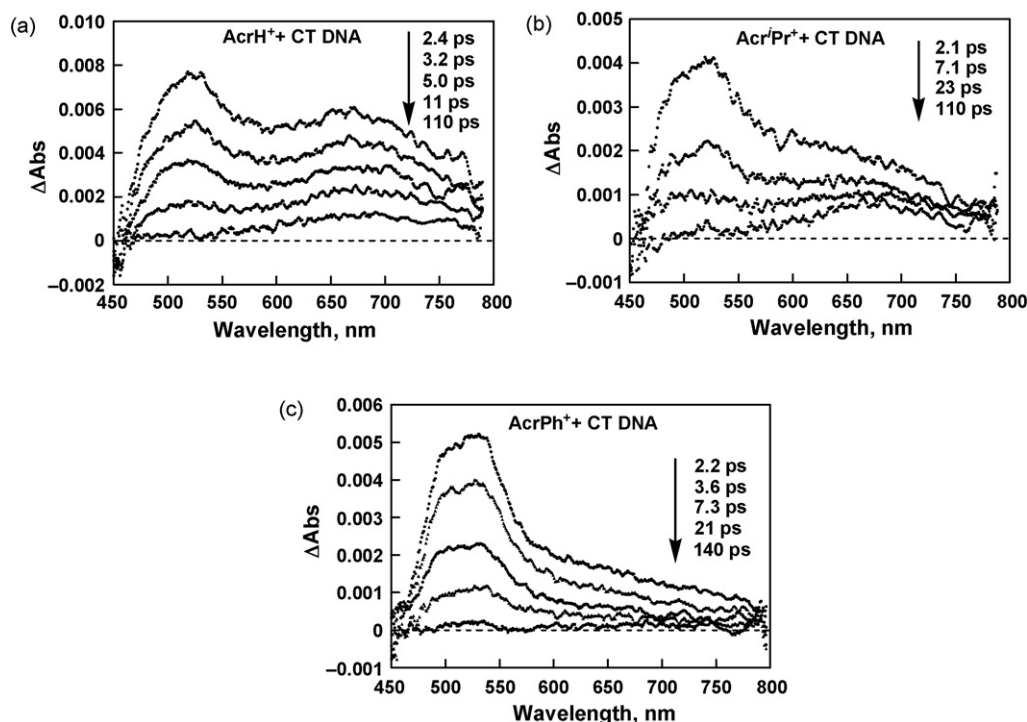 (a)
AcrH⁺ + CT DNA
2.4 ps
3.2 ps
5.0 ps
11 ps
110 ps
ΔAbs
0.010
0.008
0.006
0.004
0.002
0
–0.002
450 500 550 600 650 700 750 800
Wavelength, nm
(b)
AcrⁱPr⁺ + CT DNA
2.1 ps
7.1 ps
23 ps
110 ps
ΔAbs
0.005
0.004
0.003
0.002
0.001
0
–0.001
450 500 550 600 650 700 750 800
Wavelength, nm
(c)
AcrPh⁺ + CT DNA
2.2 ps
3.6 ps
7.3 ps
21 ps
140 ps
ΔAbs
0.006
0.005
0.004
0.003
0.002
0.001
0
–0.001
450 500 550 600 650 700 750 800
Wavelength, nm